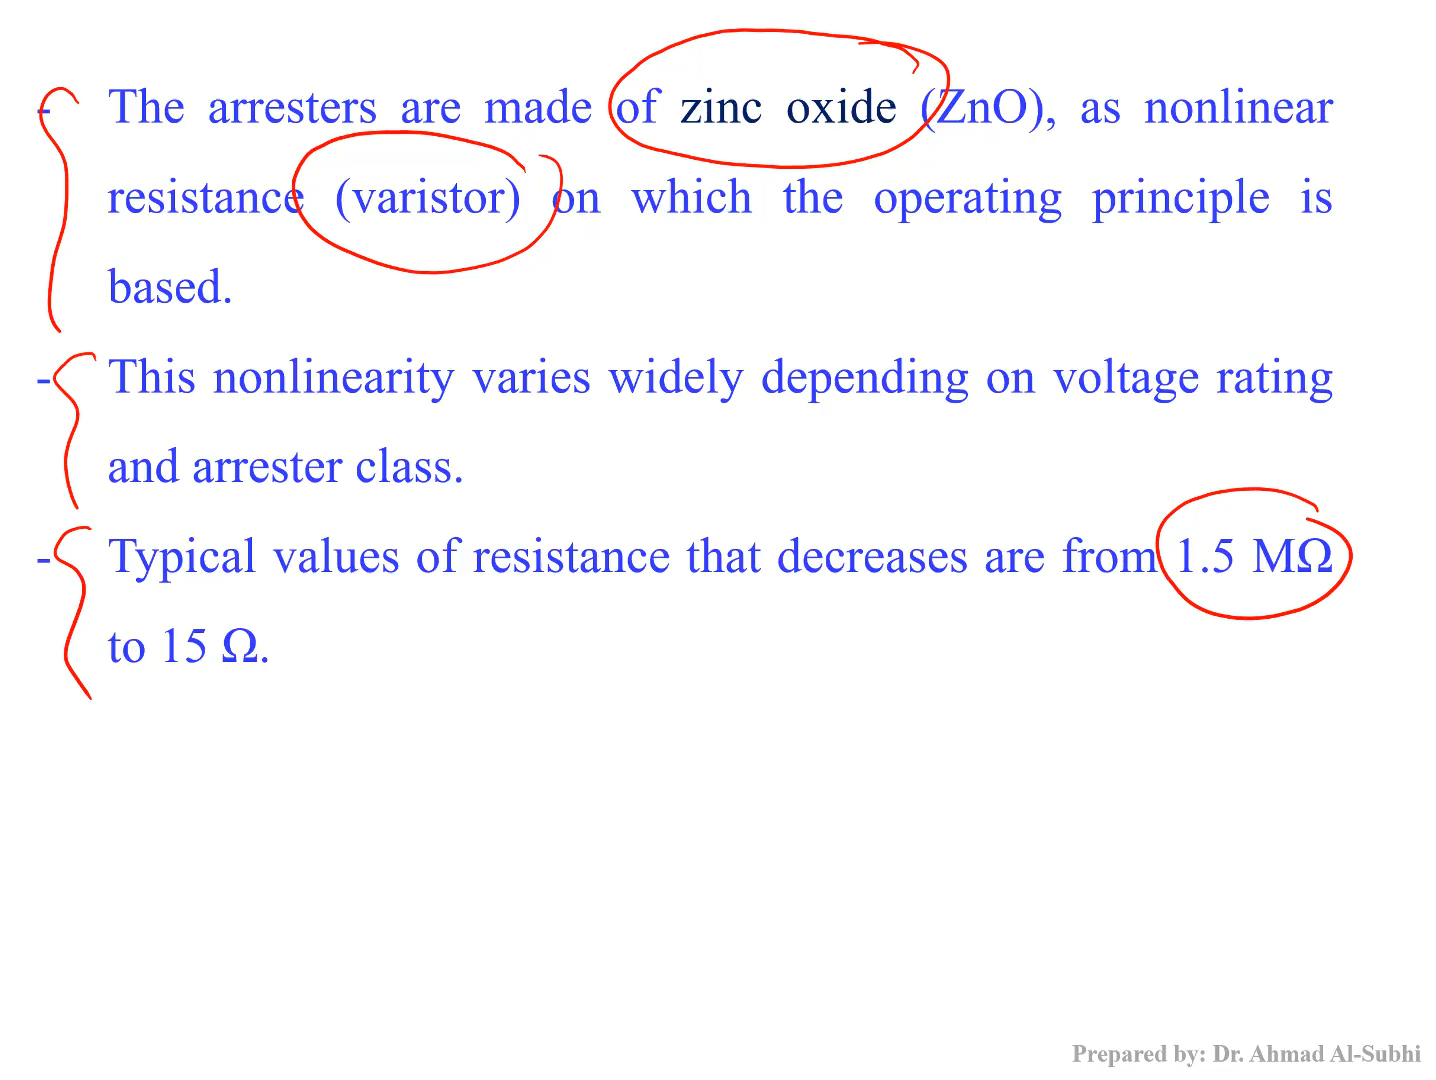 - The arresters are made of zinc oxide (ZnO), as nonlinear
resistance (varistor) on which the operating principle is
based.
- This nonlinearity varies widely depending on voltage rating
and arrester class.
- Typical values of resistance that decreases are from 1.5 MΩ
to 15 Ω.
Prepared by: Dr. Ahmad Al-Subhi